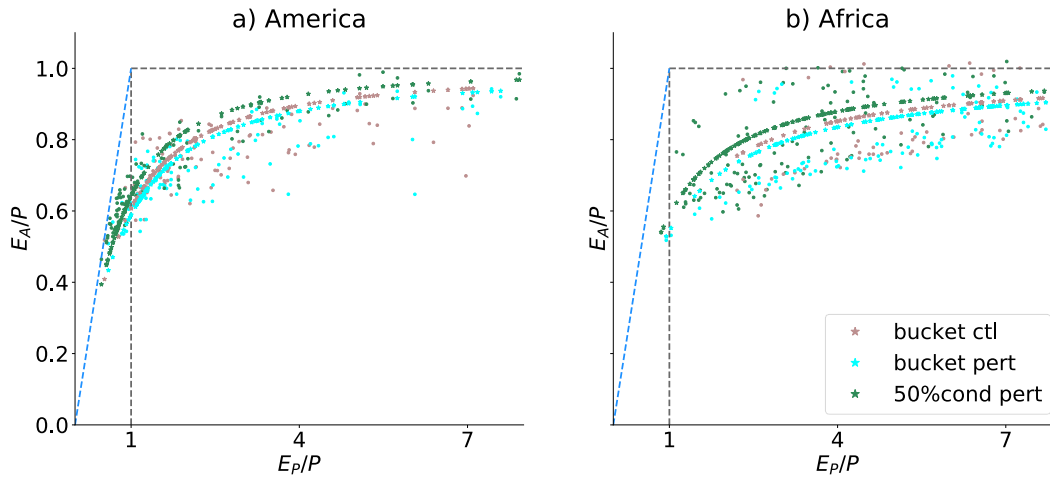 a) America
b) Africa
1.0
0.8
0.6
0.4
0.2
0.0
E_A/P
E_A/P
1
4
7
1
4
7
E_P/P
E_P/P
bucket ctl
bucket pert
50%cond pert